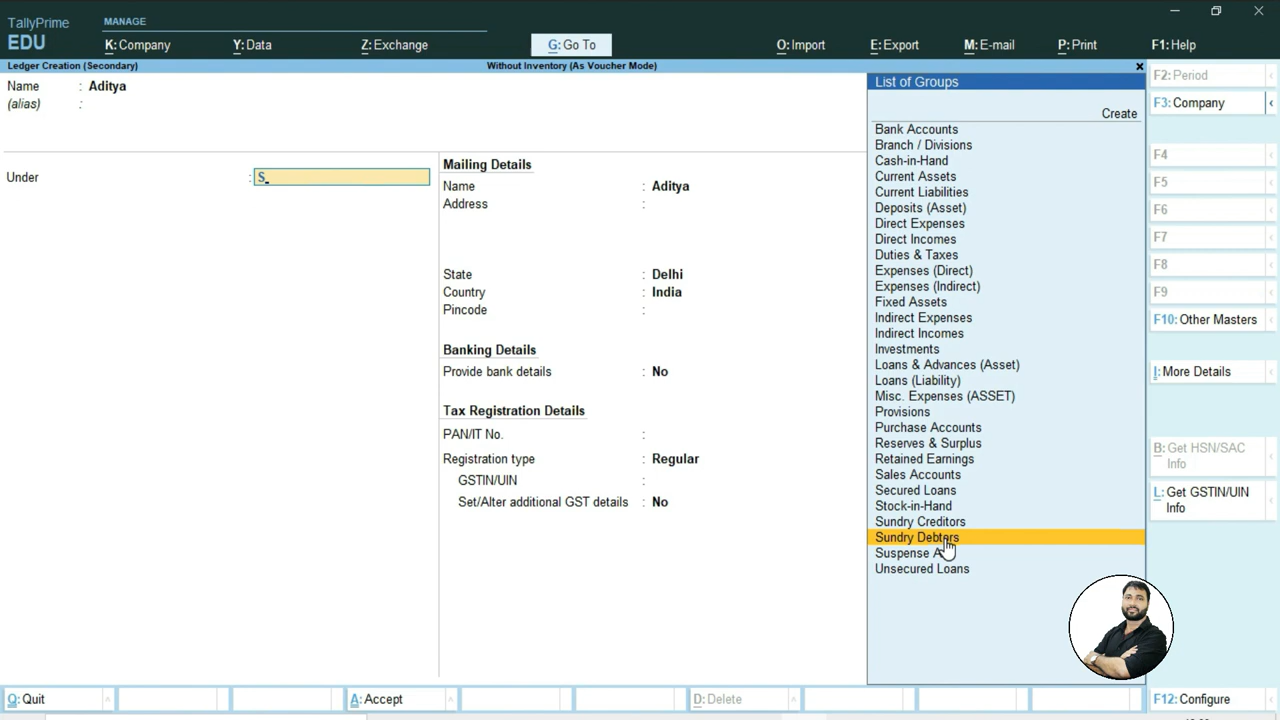 TallyPrime
EDU
MANAGE
K: Company
Y: Data
Z: Exchange
G: Go To
O: Import
E: Export
M: E-mail
P: Print
F1: Help
Ledger Creation (Secondary)
Without Inventory (As Voucher Mode)
Name : Aditya
(alias) :
Under : S
Mailing Details
Name : Aditya
Address :
State : Delhi
Country : India
Pincode :
Banking Details
Provide bank details : No
Tax Registration Details
PAN/IT No. :
Registration type : Regular
GSTIN/UIN :
Set/Alter additional GST details : No
List of Groups
Create
Bank Accounts
Branch / Divisions
Cash-in-Hand
Current Assets
Current Liabilities
Deposits (Asset)
Direct Expenses
Direct Incomes
Duties & Taxes
Expenses (Direct)
Expenses (Indirect)
Fixed Assets
Indirect Expenses
Indirect Incomes
Investments
Loans & Advances (Asset)
Loans (Liability)
Misc. Expenses (ASSET)
Provisions
Purchase Accounts
Reserves & Surplus
Retained Earnings
Sales Accounts
Secured Loans
Stock-in-Hand
Sundry Creditors
Sundry Debtors
Suspense
Unsecured Loans
F2: Period
F3: Company
F4
F5
F6
F7
F8
F9
F10: Other Masters
I: More Details
B: Get HSN/SAC
Info
L: Get GSTIN/UIN
Info
Q: Quit
A: Accept
D: Delete
F12: Configure